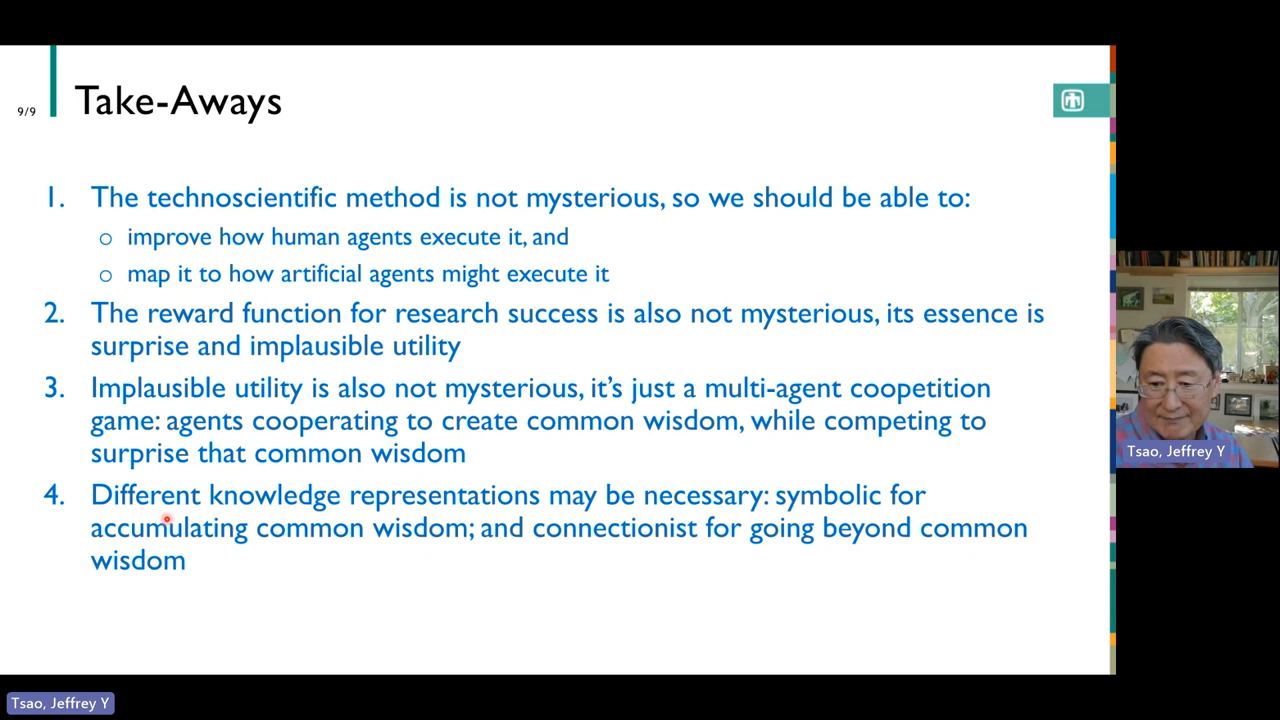 Take-Aways
9/9
1. The technoscientific method is not mysterious, so we should be able to:
o improve how human agents execute it, and
o map it to how artificial agents might execute it
2. The reward function for research success is also not mysterious, its essence is
surprise and implausible utility
3. Implausible utility is also not mysterious, it’s just a multi-agent coopetition
game: agents cooperating to create common wisdom, while competing to
surprise that common wisdom
4. Different knowledge representations may be necessary: symbolic for
accumulating common wisdom; and connectionist for going beyond common
wisdom
Tsao, Jeffrey Y
Tsao, Jeffrey Y